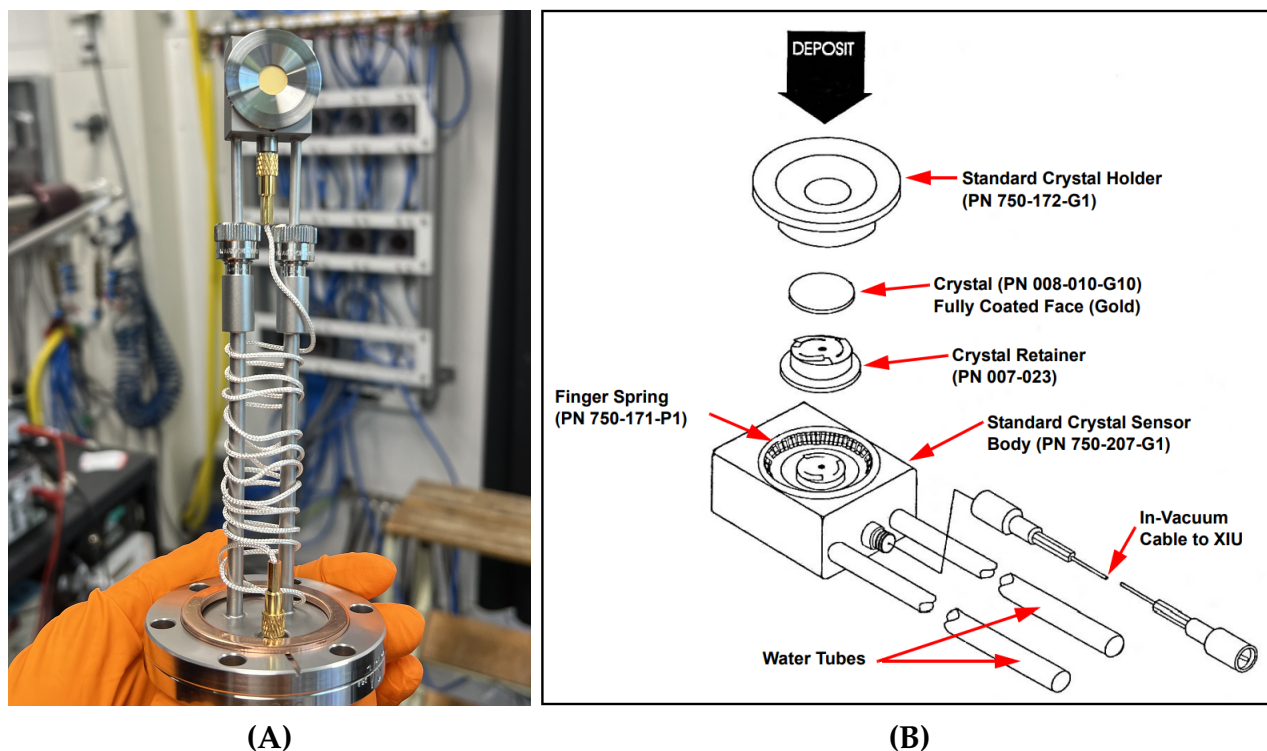 DEPOSIT
Standard Crystal Holder
(PN 750-172-G1)
Crystal (PN 008-010-G10)
Fully Coated Face (Gold)
Crystal Retainer
(PN 007-023)
Finger Spring
(PN 750-171-P1)
Standard Crystal Sensor
Body (PN 750-207-G1)
In-Vacuum
Cable to XIU
Water Tubes
(A)
(B)